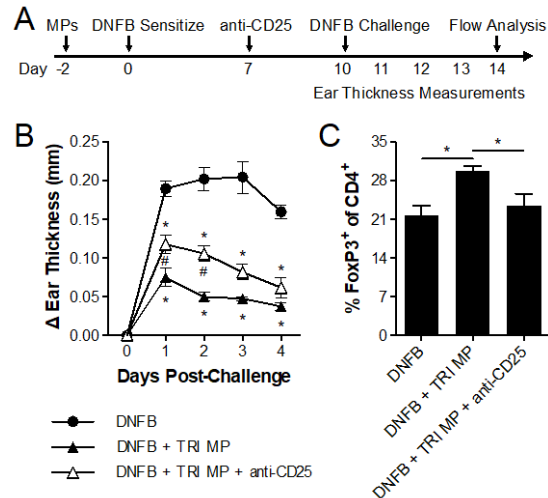 A
MPs DNFB Sensitize anti-CD25 DNFB Challenge Flow Analysis
Day -2 0 7 10 11 12 13 14
Ear Thickness Measurements
B
Δ Ear Thickness (mm)
0.25
0.20
0.15
0.10
0.05
0.00
* * * *
# #
* * * *
0 1 2 3 4
Days Post-Challenge
DNFB
DNFB + TRI MP
DNFB + TRI MP + anti-CD25
C
% FoxP3+ of CD4+
35
28
21
14
7
0
* *
DNFB
DNFB + TRI MP
DNFB + TRI MP + anti-CD25